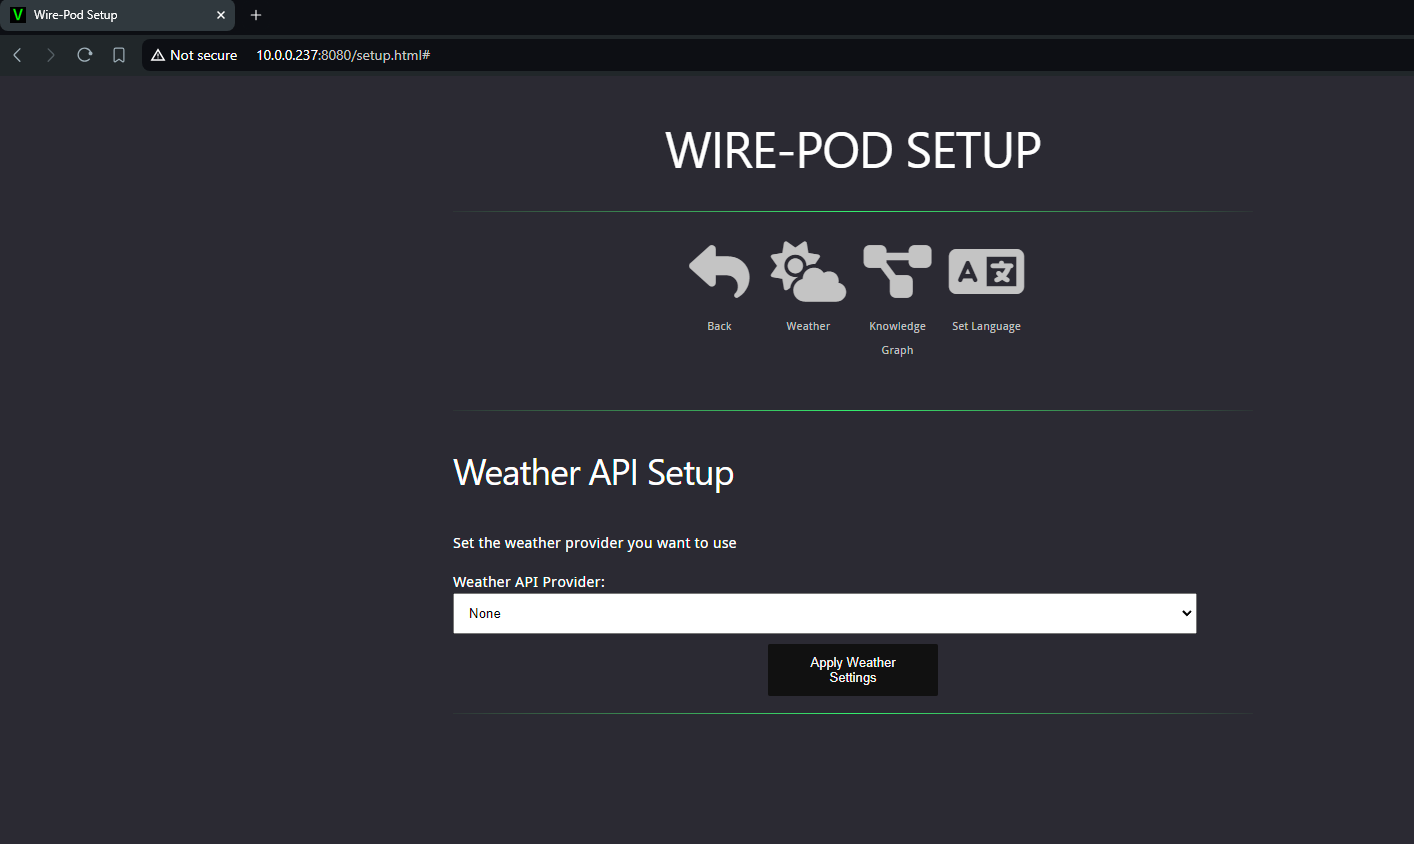 V Wire-Pod Setup
Not secure 10.0.0.237:8080/setup.html#
WIRE-POD SETUP
A 文
Back Weather Knowledge Set Language
Graph
Weather API Setup
Set the weather provider you want to use
Weather API Provider:
None
Apply Weather
Settings